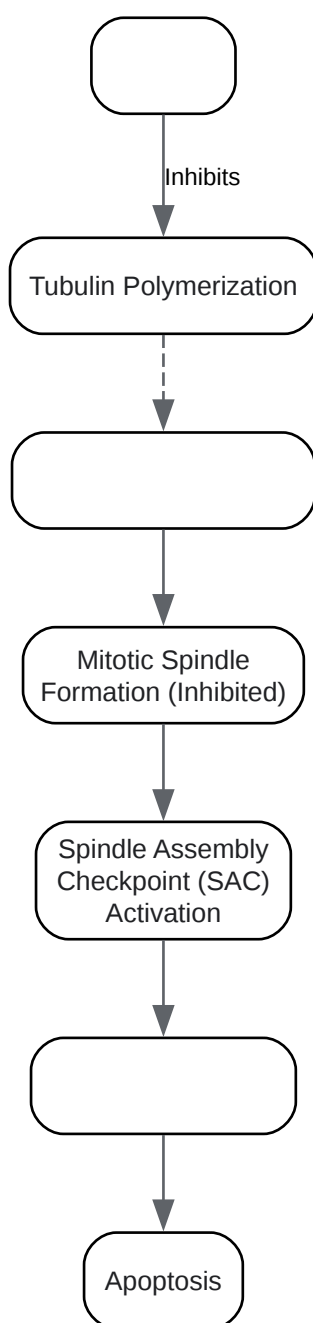 Inhibits
Tubulin Polymerization
Mitotic Spindle
Formation (Inhibited)
Spindle Assembly
Checkpoint (SAC)
Activation
Apoptosis